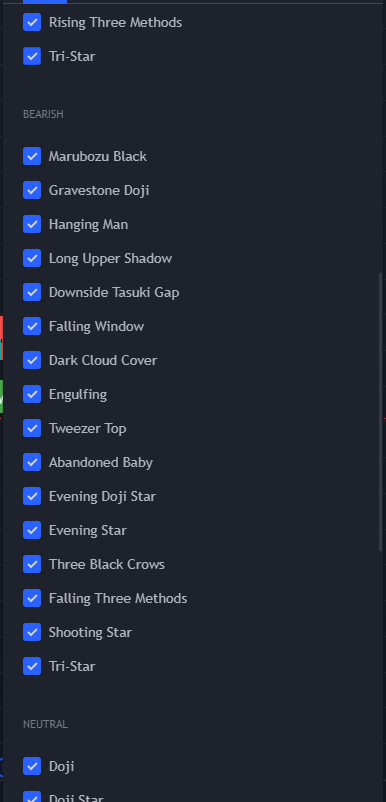 Rising Three Methods
Tri-Star
BEARISH
Marubozu Black
Gravestone Doji
Hanging Man
Long Upper Shadow
Downside Tasuki Gap
Falling Window
Dark Cloud Cover
Engulfing
Tweezer Top
Abandoned Baby
Evening Doji Star
Evening Star
Three Black Crows
Falling Three Methods
Shooting Star
Tri-Star
NEUTRAL
Doji
Doji Star